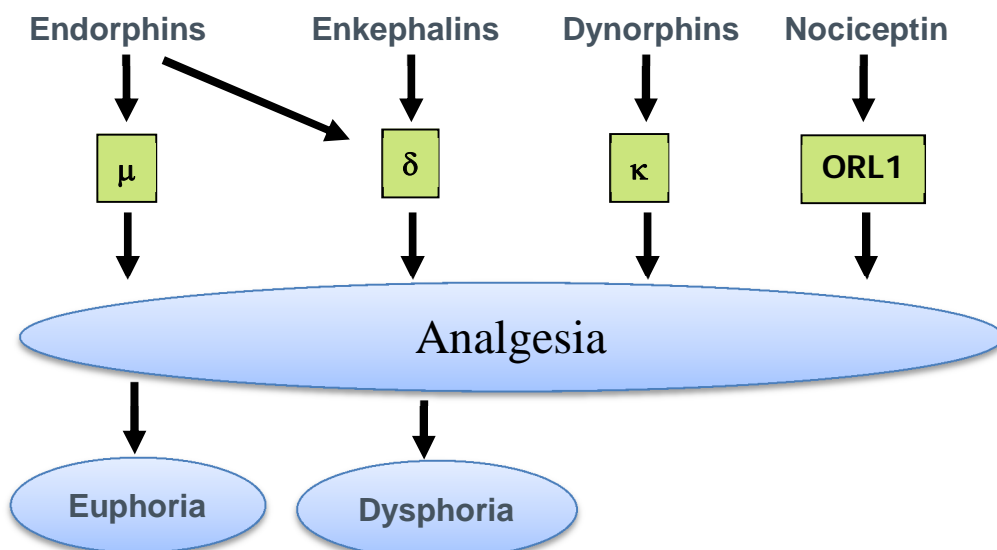 Endorphins Enkephalins Dynorphins Nociceptin
μ δ κ ORL1
Analgesia
Euphoria Dysphoria